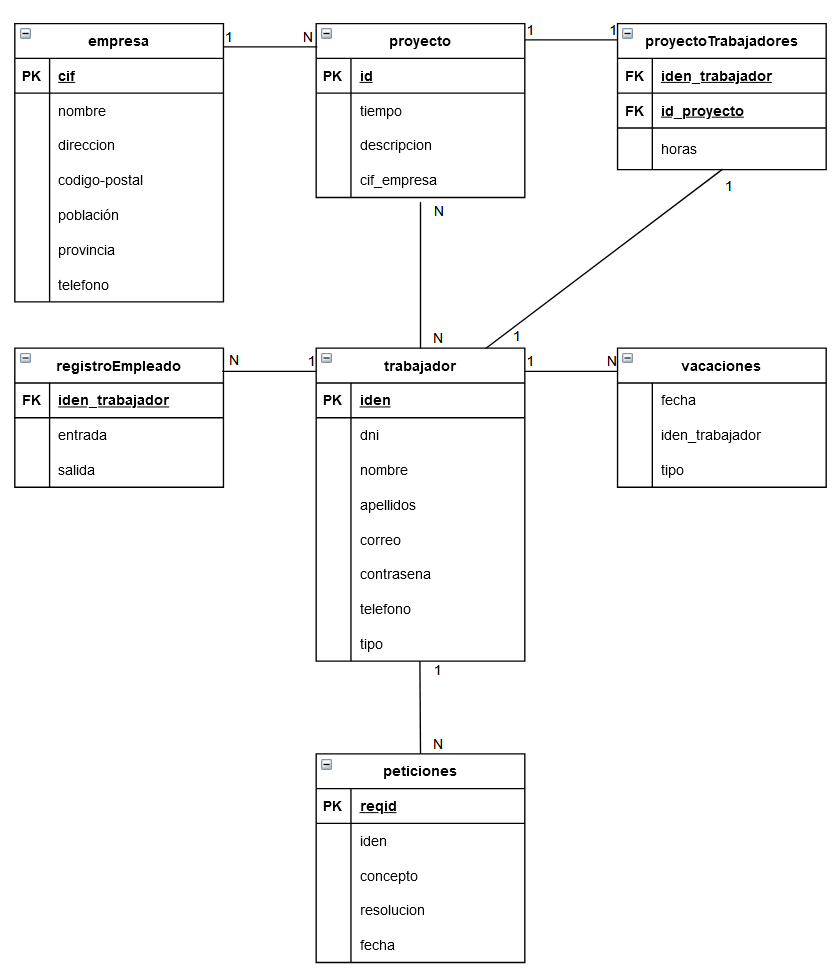 empresa
PK cif
nombre
direccion
codigo-postal
población
provincia
telefono
1 N
proyecto
PK id
tiempo
descripcion
cif_empresa
1 1
proyectoTrabajadores
FK iden_trabajador
FK id_proyecto
horas
N
N
1
1
registroEmpleado
FK iden_trabajador
entrada
salida
N 1
trabajador
PK iden
dni
nombre
apellidos
correo
contrasena
telefono
tipo
1 N
vacaciones
fecha
iden_trabajador
tipo
1
N
peticiones
PK reqid
iden
concepto
resolucion
fecha